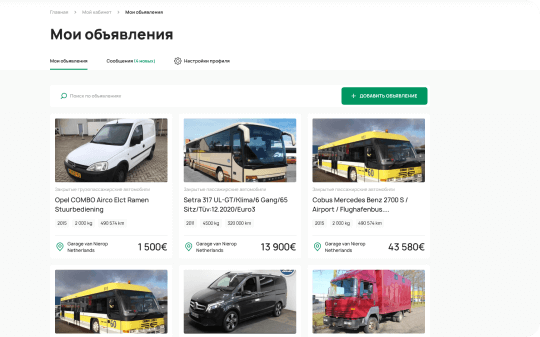 Главная > Мой кабинет > Мои объявления
Мои объявления
Мои объявления
Сообщения (4 новых)
Настройки профиля
Поиск по объявлениям
+ ДОБАВИТЬ ОБЪЯВЛЕНИЕ
Закрытые грузопассажирские автомобили
Opel COMBO Airco Elct Ramen
Stuurbediening
2015 2 000 kg 490 574 km
Garage van Nierop
Netherlands
1 500€
Закрытые пассажирские автомобили
Setra 317 UL-GT/Klima/6 Gang/65
Sitz/Tüv:12.2020/Euro3
2011 4500 kg 320 000 km
Garage van Nierop
Netherlands
13 900€
Закрытые пассажирские автомобили
Cobus Mercedes Benz 2700 S /
Airport / Flughafenbus....
2015 2 000 kg 490 574 km
Garage van Nierop
Netherlands
43 580€